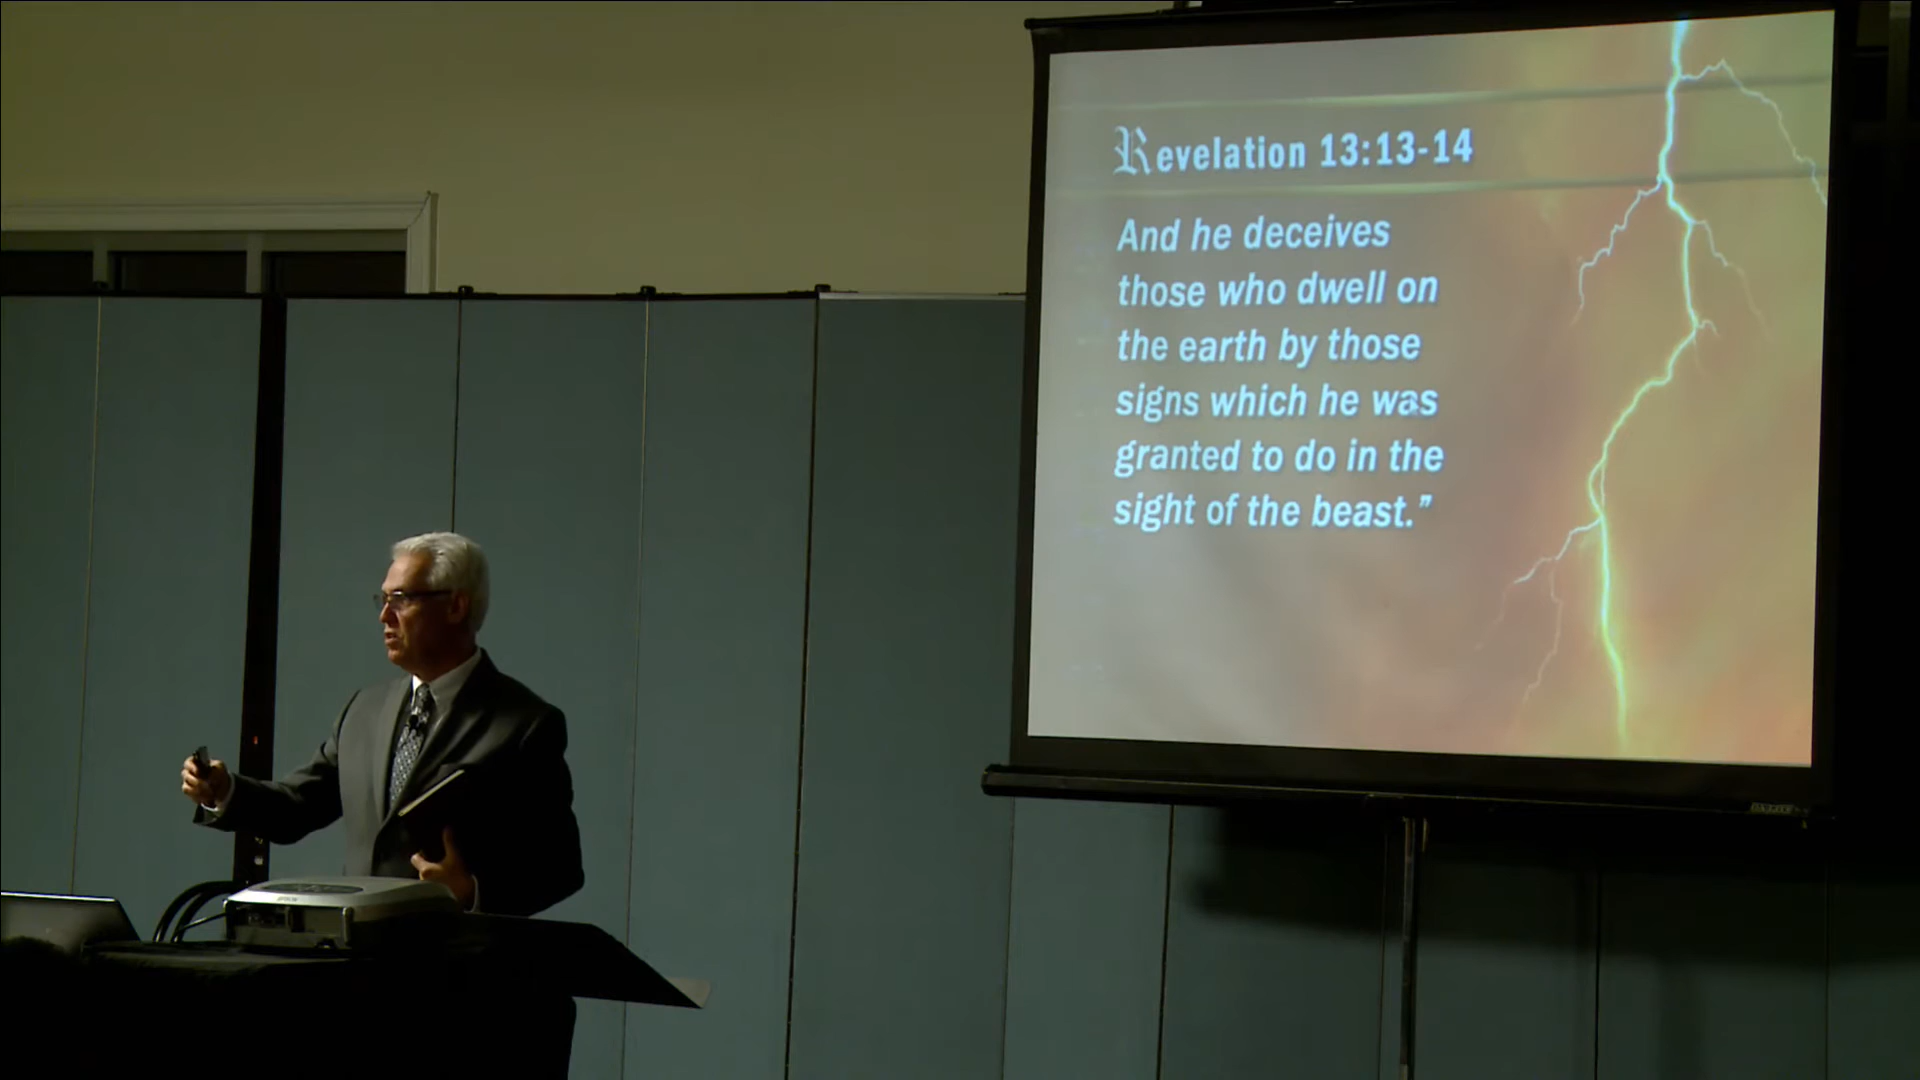 Revelation 13:13-14
And he deceives
those who dwell on
the earth by those
signs which he was
granted to do in the
sight of the beast.”
EPSON